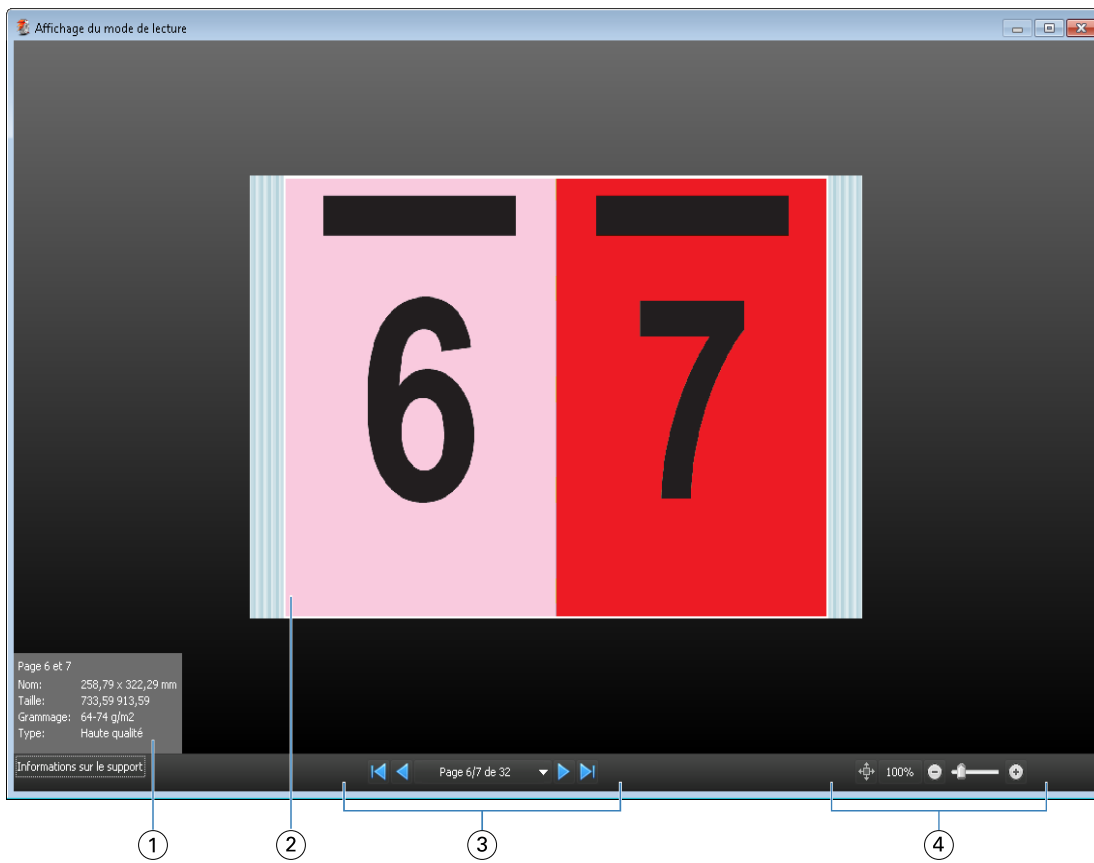 Affichage du mode de lecture
6 7
Page 6 et 7
Nom: 258,79 x 322,29 mm
Taille: 733,59 913,59
Grammage: 64-74 g/m2
Type: Haute qualité
Informations sur le support
Page 6/7 de 32
100%
1 2 3 4